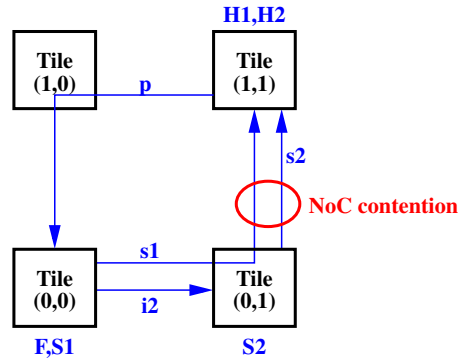 H1,H2
Tile
(1,0)
Tile
(1,1)
p
s2
NoC contention
Tile
(0,0)
s1
i2
Tile
(0,1)
F,S1
S2